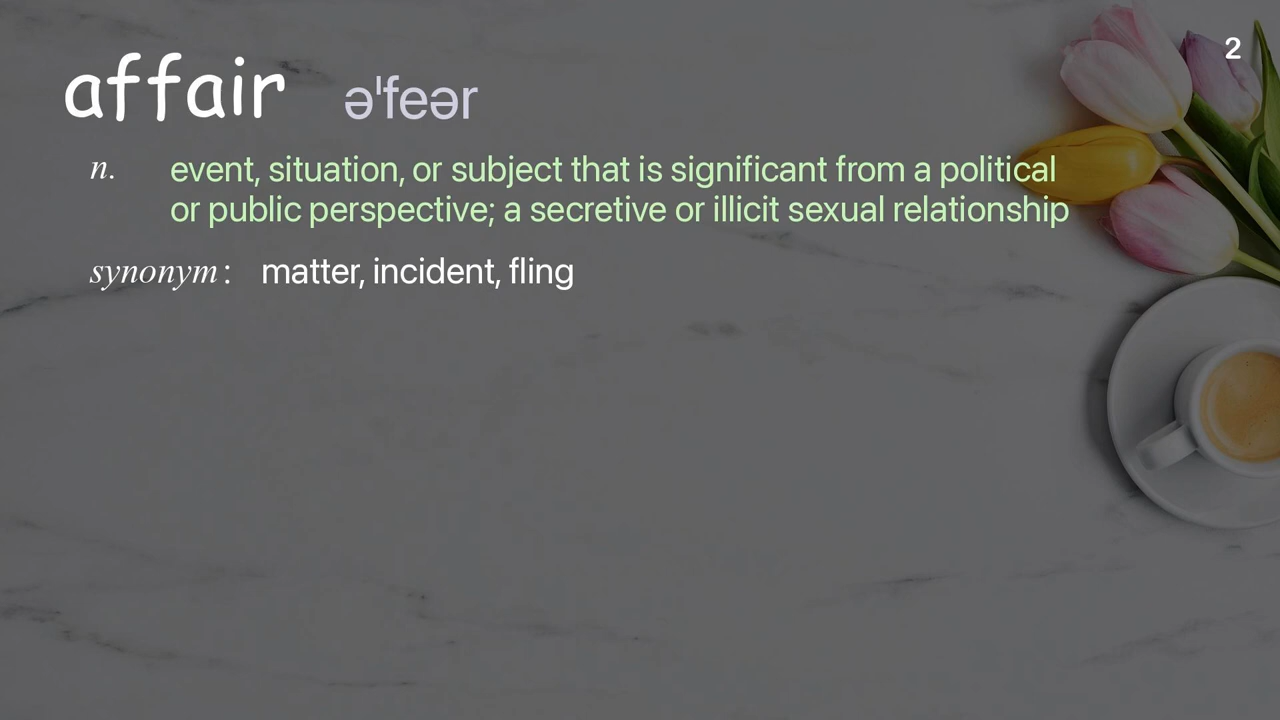 2
affair əˈfeər
n. event, situation, or subject that is significant from a political
or public perspective; a secretive or illicit sexual relationship
synonym : matter, incident, fling